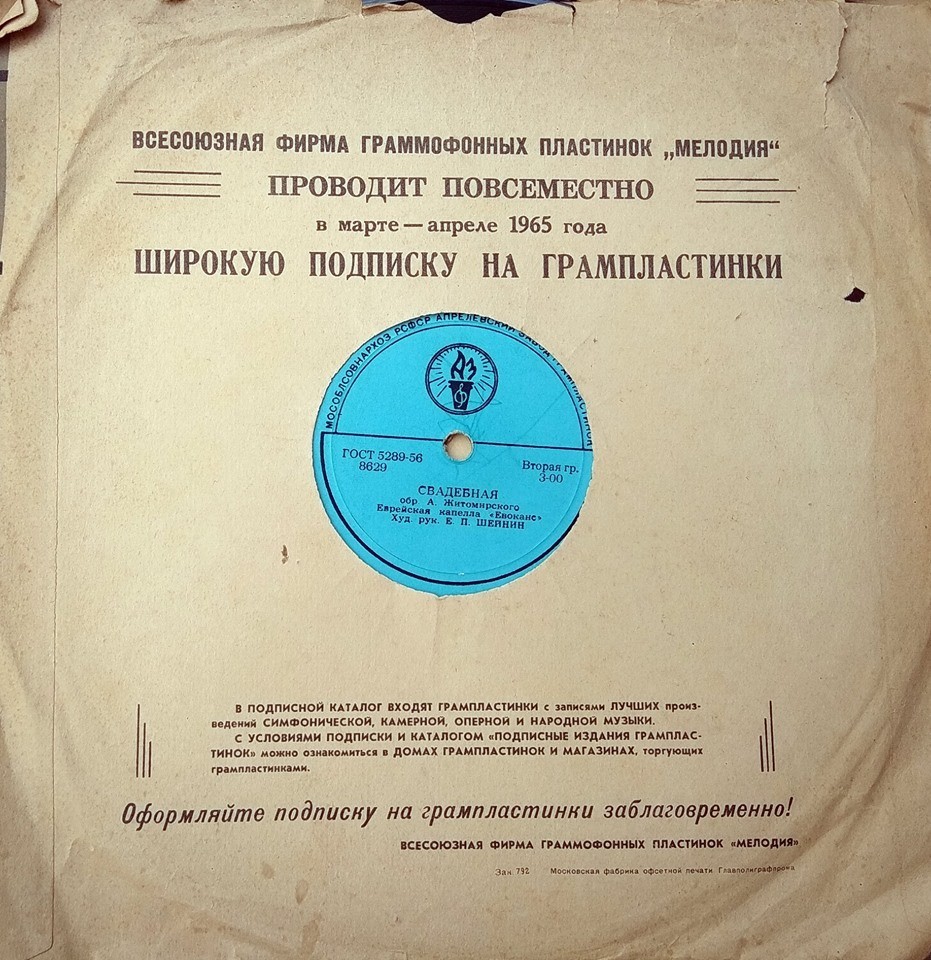 ВСЕСОЮЗНАЯ ФИРМА ГРАММОФОННЫХ ПЛАСТИНОК „МЕЛОДИЯ“
ПРОВОДИТ ПОВСЕМЕСТНО
в марте — апреле 1965 года
ШИРОКУЮ ПОДПИСКУ НА ГРАМПЛАСТИНКИ
МОСОБЛСОВНАРХОЗ РСФСР АПРЕЛЕВСКИЙ ЗАВОД ГРАМПЛАСТИНОК
АЗ
ГОСТ 5289-56
8629
Вторая гр.
3-00
СВАДЕБНАЯ
обр. А. Житомирского
Еврейская капелла «Евоканс»
Худ. рук. Е. П. ШЕЙНИН
В ПОДПИСНОЙ КАТАЛОГ ВХОДЯТ ГРАМПЛАСТИНКИ с записями ЛУЧШИХ произ-
ведений СИМФОНИЧЕСКОЙ, КАМЕРНОЙ, ОПЕРНОЙ И НАРОДНОЙ МУЗЫКИ.
С УСЛОВИЯМИ ПОДПИСКИ И КАТАЛОГОМ «ПОДПИСНЫЕ ИЗДАНИЯ ГРАМПЛАС-
ТИНОК» можно ознакомиться в ДОМАХ ГРАМПЛАСТИНОК И МАГАЗИНАХ, торгующих
грампластинками.
Оформляйте подписку на грампластинки заблаговременно!
ВСЕСОЮЗНАЯ ФИРМА ГРАММОФОННЫХ ПЛАСТИНОК «МЕЛОДИЯ»
Зак. 792 Московская фабрика офсетной печати Главполиграфпрома